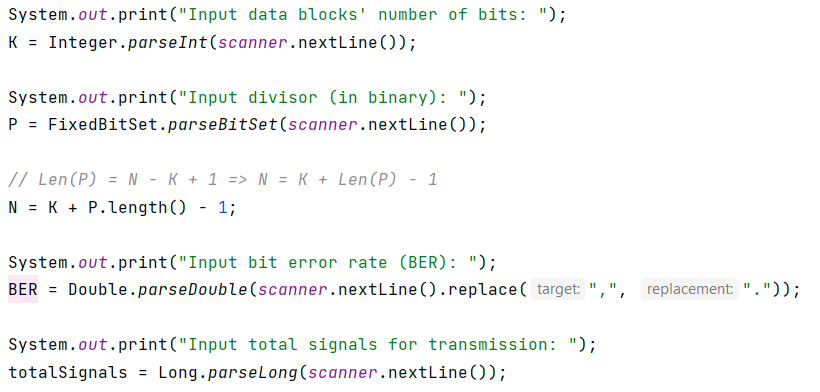 System.out.print("Input data blocks' number of bits: ");
K = Integer.parseInt(scanner.nextLine());
System.out.print("Input divisor (in binary): ");
P = FixedBitSet.parseBitSet(scanner.nextLine());
// Len(P) = N - K + 1 => N = K + Len(P) - 1
N = K + P.length() - 1;
System.out.print("Input bit error rate (BER): ");
BER = Double.parseDouble(scanner.nextLine().replace( target: ",", replacement: "."));
System.out.print("Input total signals for transmission: ");
totalSignals = Long.parseLong(scanner.nextLine());